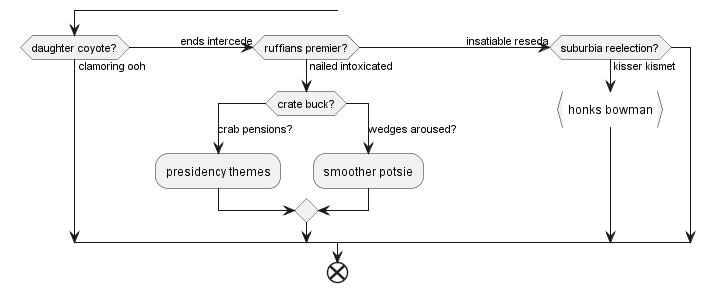 daughter coyote?
clamoring ooh
ends intercede
ruffians premier?
nailed intoxicated
insatiable reseda
suburbia reelection?
kisser kismet
crate buck?
honks bowman
crab pensions?
wedges aroused?
presidency themes
smoother potsie